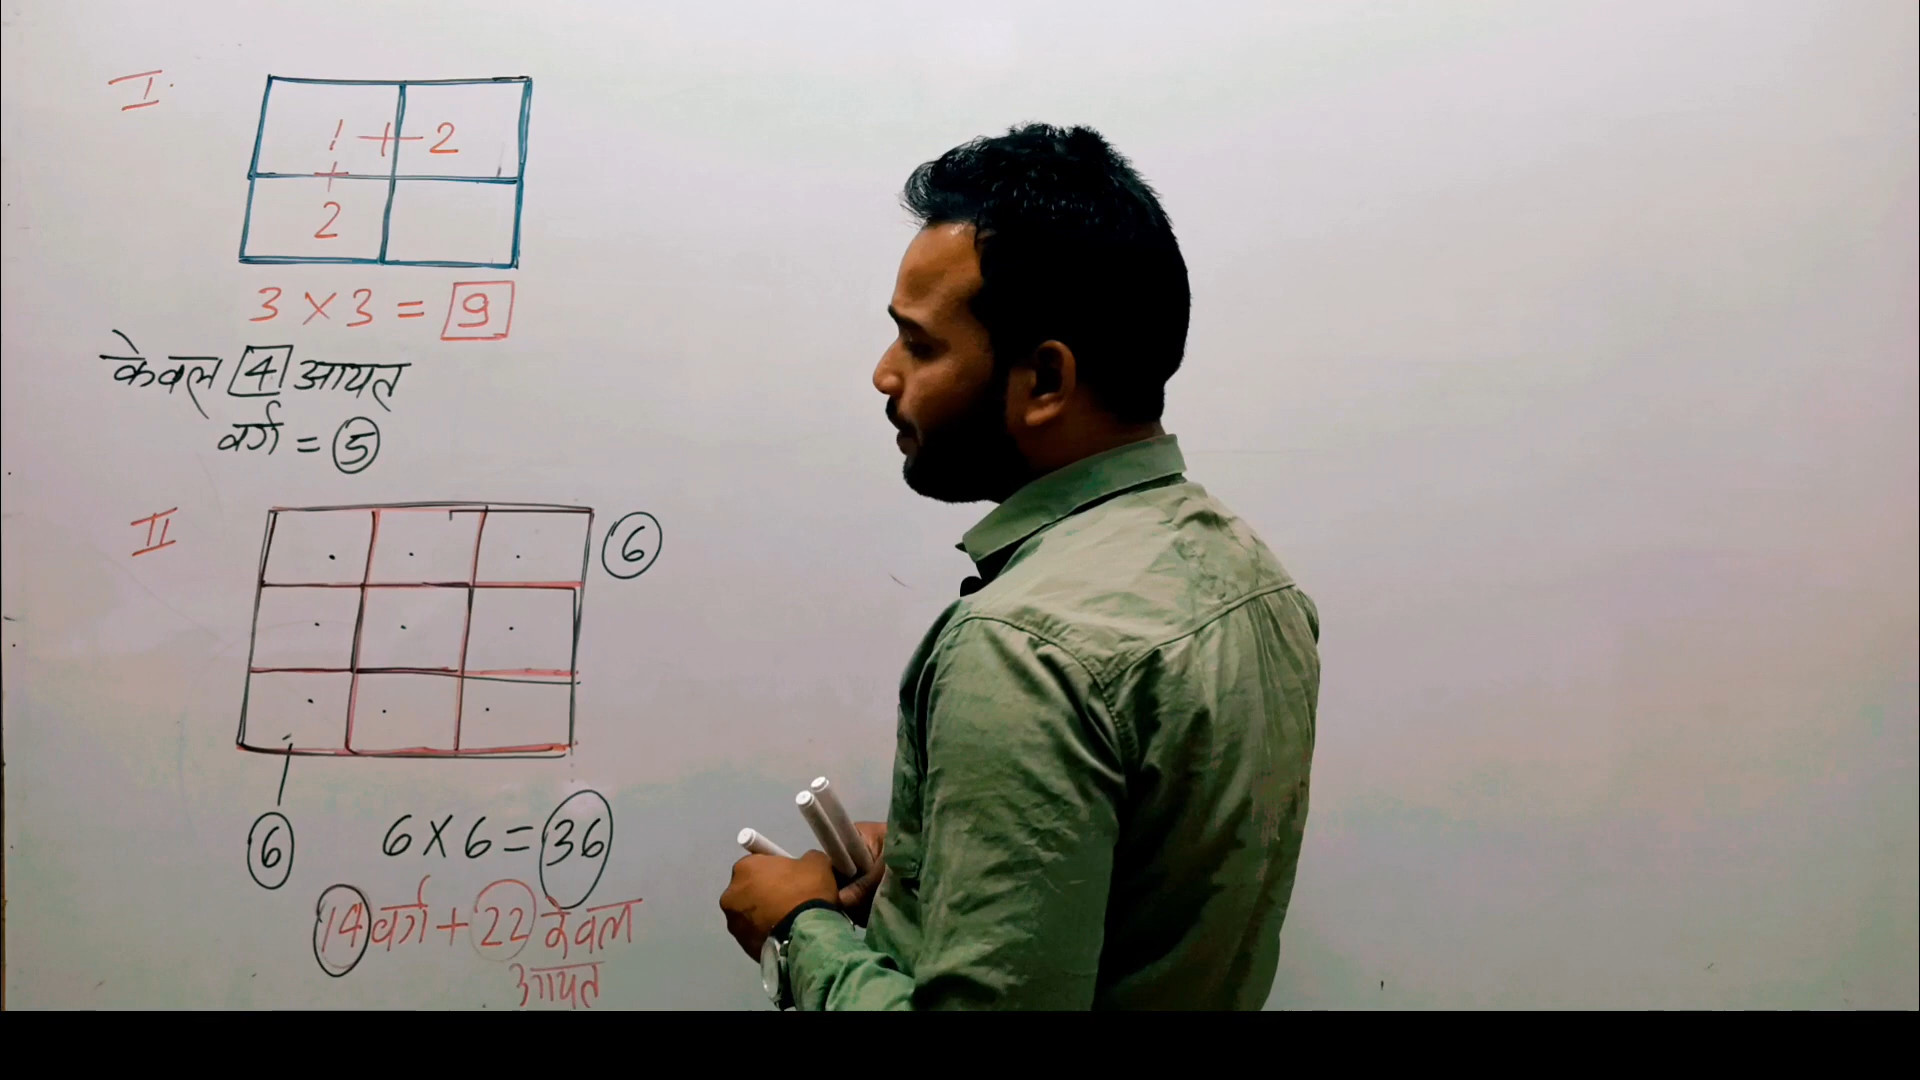 I.
1 + 2
+
2
3 × 3 = 9
केवल 4 आयत
वर्ग = 5
II
6
6
6 × 6 = 36
14 वर्ग + 22 केवल
आयत